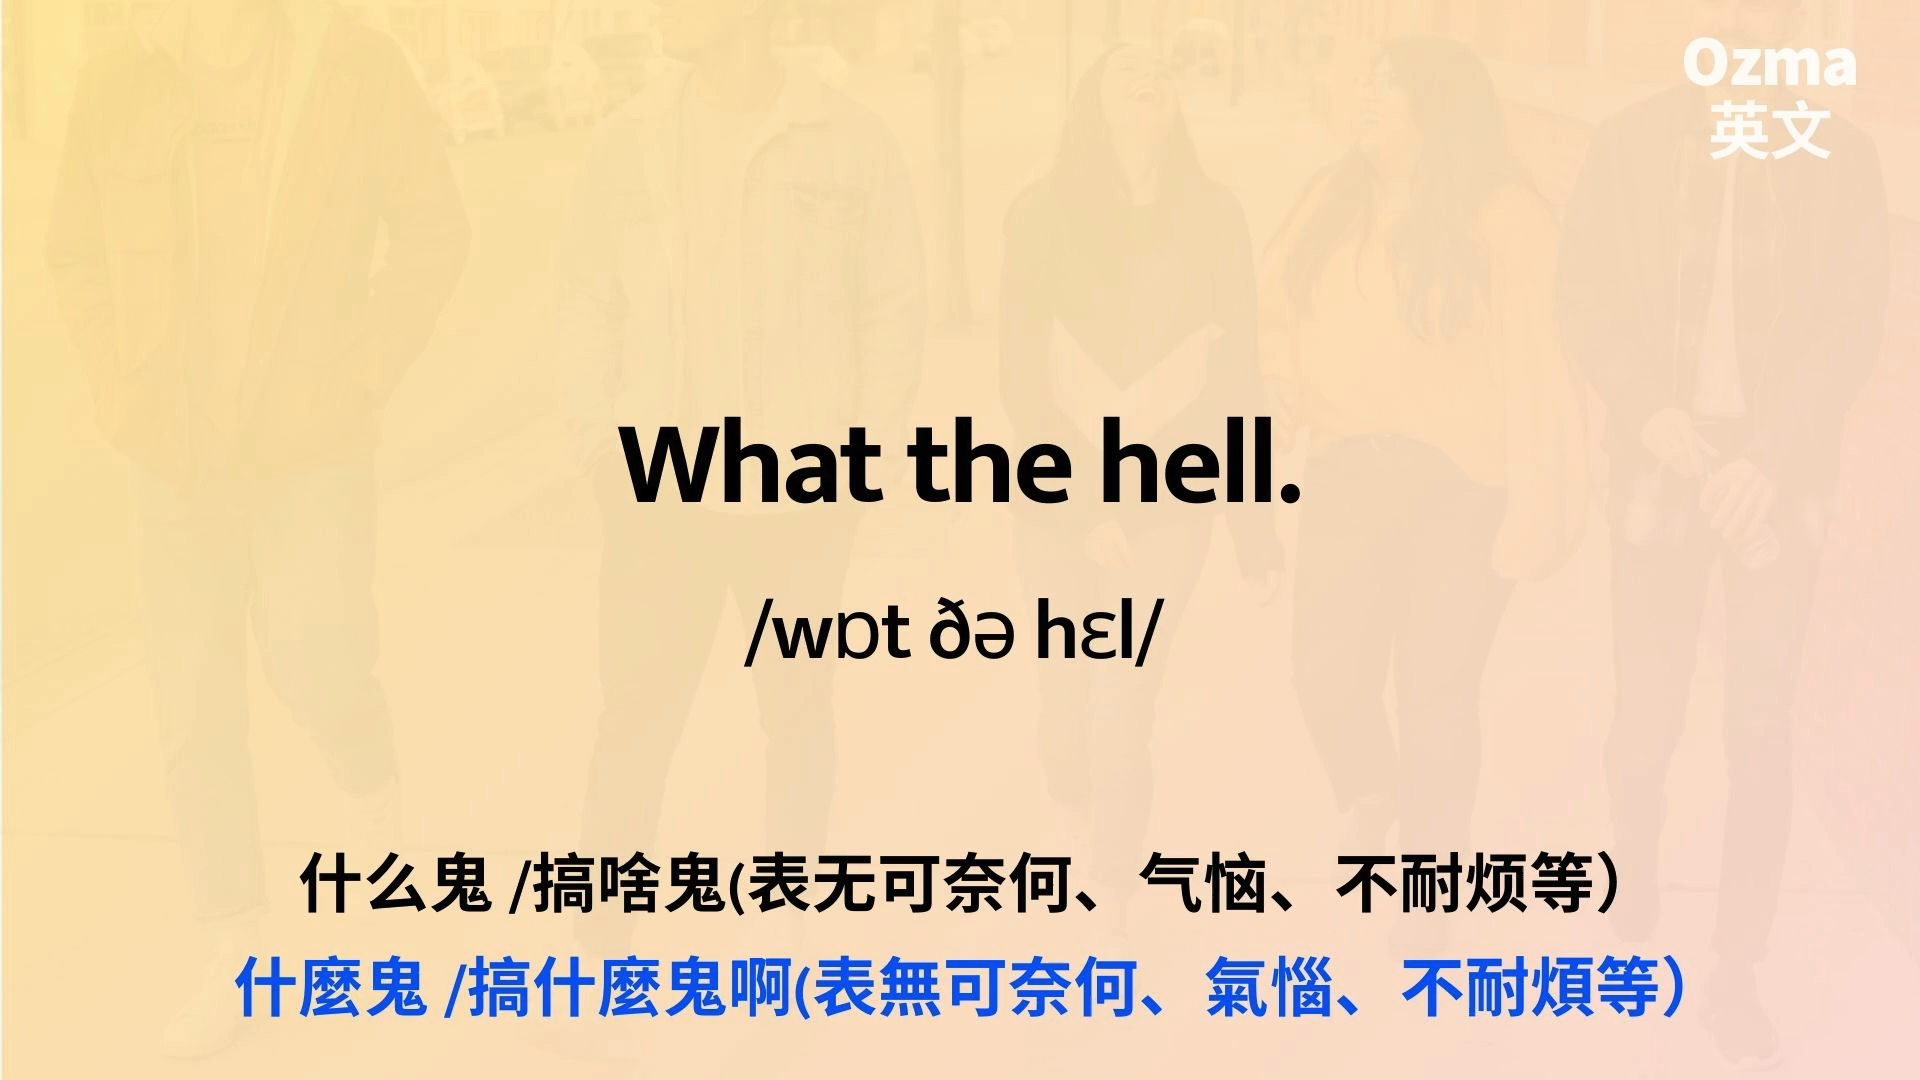 Ozma
英文
What the hell.
/wɒt ðə hɛl/
什么鬼 /搞啥鬼(表无可奈何、气恼、不耐烦等）
什麼鬼 /搞什麼鬼啊(表無可奈何、氣惱、不耐煩等）